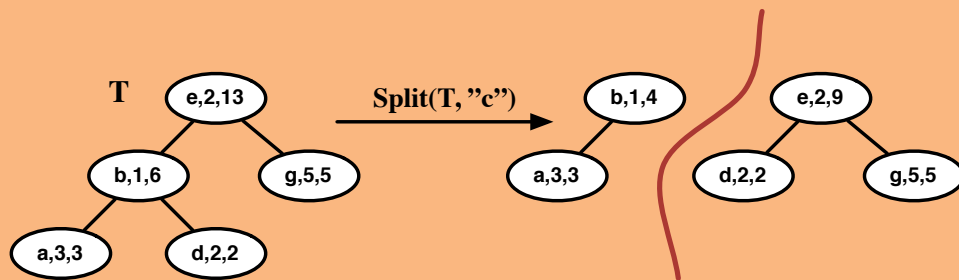 T
e,2,13
Split(T, ”c”)
b,1,4
e,2,9
b,1,6
g,5,5
a,3,3
d,2,2
g,5,5
a,3,3
d,2,2